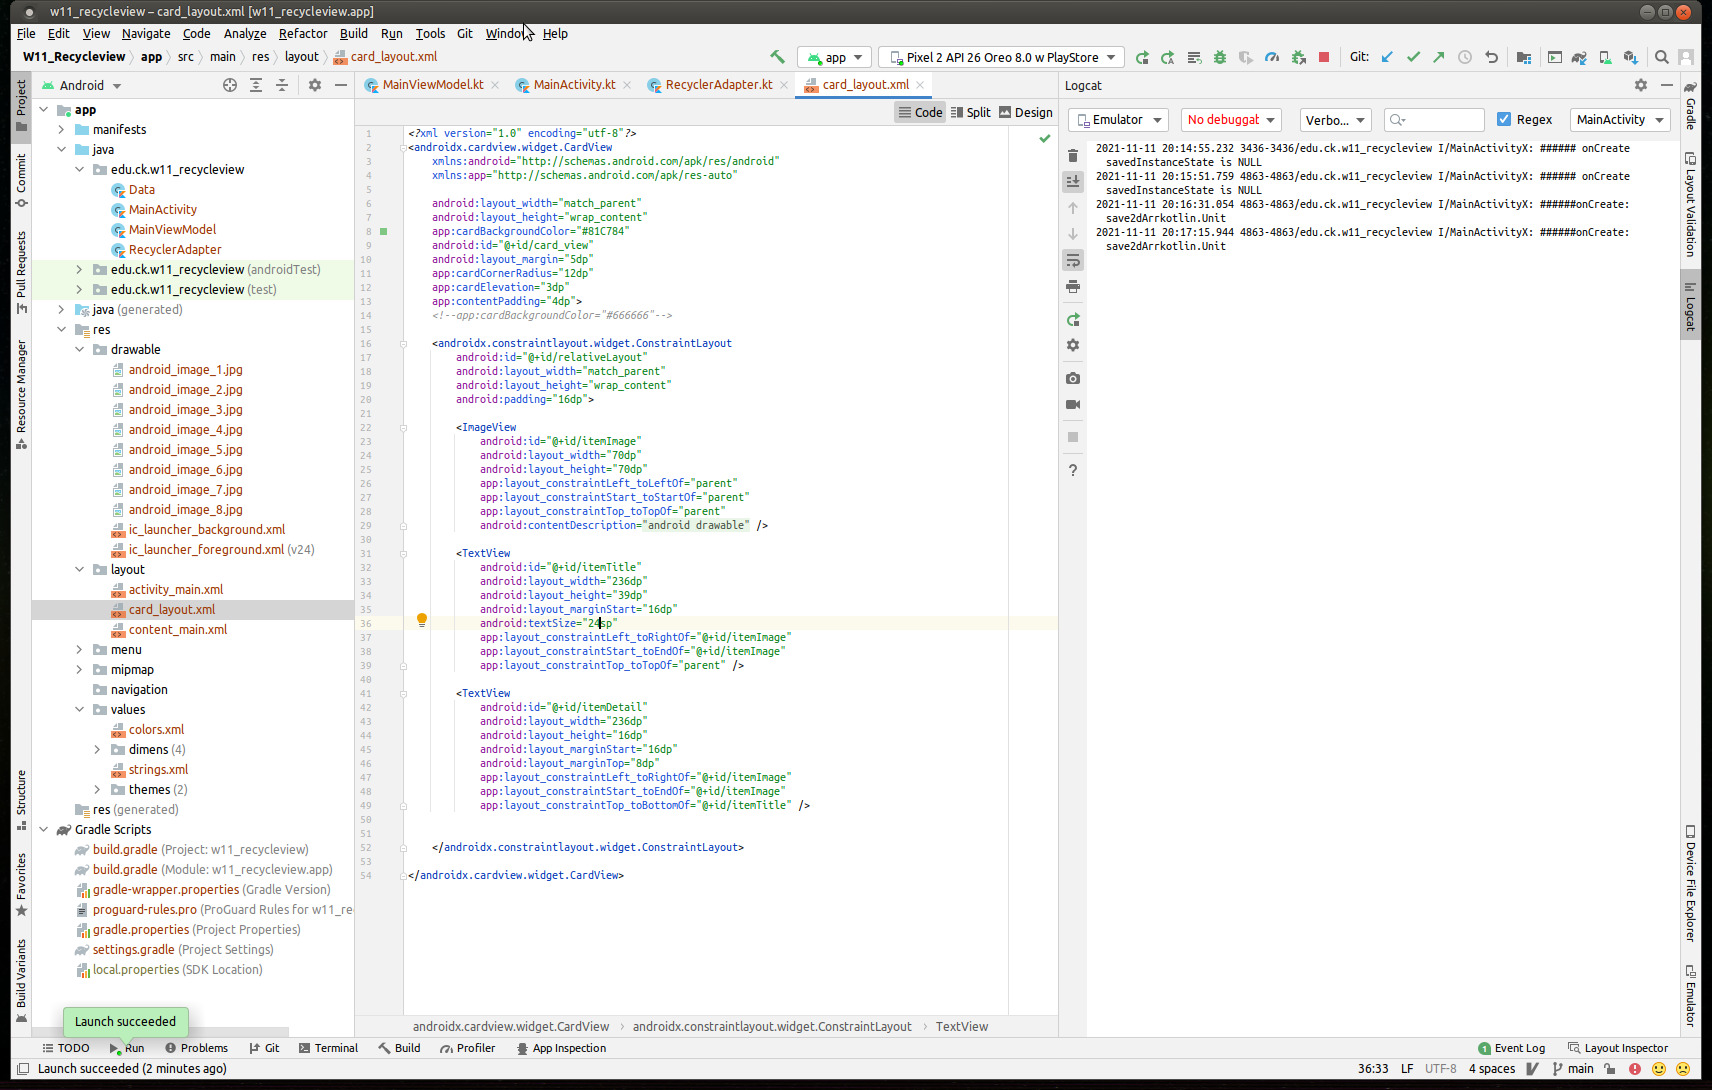 w11_recycleview – card_layout.xml [w11_recycleview.app]
File Edit View Navigate Code Analyze Refactor Build Run Tools Git Window Help
W11_Recycleview app src main res layout card_layout.xml
app Pixel 2 API 26 Oreo 8.0 w PlayStore Git:
Android
MainViewModel.kt MainActivity.kt RecyclerAdapter.kt card_layout.xml
Code Split Design
Project
Commit
Pull Requests
Resource Manager
Structure
Favorites
Build Variants
app
manifests
java
edu.ck.w11_recycleview
Data
MainActivity
MainViewModel
RecyclerAdapter
edu.ck.w11_recycleview (androidTest)
edu.ck.w11_recycleview (test)
java (generated)
res
drawable
android_image_1.jpg
android_image_2.jpg
android_image_3.jpg
android_image_4.jpg
android_image_5.jpg
android_image_6.jpg
android_image_7.jpg
android_image_8.jpg
ic_launcher_background.xml
ic_launcher_foreground.xml (v24)
layout
activity_main.xml
card_layout.xml
content_main.xml
menu
mipmap
navigation
values
colors.xml
dimens (4)
strings.xml
themes (2)
res (generated)
Gradle Scripts
build.gradle (Project: w11_recycleview)
build.gradle (Module: w11_recycleview.app)
gradle-wrapper.properties (Gradle Version)
proguard-rules.pro (ProGuard Rules for w11_re
gradle.properties (Project Properties)
settings.gradle (Project Settings)
local.properties (SDK Location)
Launch succeeded
1 <?xml version="1.0" encoding="utf-8"?>
2 <androidx.cardview.widget.CardView
3 xmlns:android="http://schemas.android.com/apk/res/android"
4 xmlns:app="http://schemas.android.com/apk/res-auto"
5
6 android:layout_width="match_parent"
7 android:layout_height="wrap_content"
8 app:cardBackgroundColor="#81C784"
9 android:id="@+id/card_view"
10 android:layout_margin="5dp"
11 app:cardCornerRadius="12dp"
12 app:cardElevation="3dp"
13 app:contentPadding="4dp">
14 <!--app:cardBackgroundColor="#666666"-->
15
16 <androidx.constraintlayout.widget.ConstraintLayout
17 android:id="@+id/relativeLayout"
18 android:layout_width="match_parent"
19 android:layout_height="wrap_content"
20 android:padding="16dp">
21
22 <ImageView
23 android:id="@+id/itemImage"
24 android:layout_width="70dp"
25 android:layout_height="70dp"
26 app:layout_constraintLeft_toLeftOf="parent"
27 app:layout_constraintStart_toStartOf="parent"
28 app:layout_constraintTop_toTopOf="parent"
29 android:contentDescription="android drawable" />
30
31 <TextView
32 android:id="@+id/itemTitle"
33 android:layout_width="236dp"
34 android:layout_height="39dp"
35 android:layout_marginStart="16dp"
36 android:textSize="24sp"
37 app:layout_constraintLeft_toRightOf="@+id/itemImage"
38 app:layout_constraintStart_toEndOf="@+id/itemImage"
39 app:layout_constraintTop_toTopOf="parent" />
40
41 <TextView
42 android:id="@+id/itemDetail"
43 android:layout_width="236dp"
44 android:layout_height="16dp"
45 android:layout_marginStart="16dp"
46 android:layout_marginTop="8dp"
47 app:layout_constraintLeft_toRightOf="@+id/itemImage"
48 app:layout_constraintStart_toEndOf="@+id/itemImage"
49 app:layout_constraintTop_toBottomOf="@+id/itemTitle" />
50
51
52 </androidx.constraintlayout.widget.ConstraintLayout>
53
54 </androidx.cardview.widget.CardView>
androidx.cardview.widget.CardView androidx.constraintlayout.widget.ConstraintLayout TextView
Logcat
Emulator No debuggat Verbo... Regex MainActivity
2021-11-11 20:14:55.232 3436-3436/edu.ck.w11_recycleview I/MainActivityX: ###### onCreate
savedInstanceState is NULL
2021-11-11 20:15:51.759 4863-4863/edu.ck.w11_recycleview I/MainActivityX: ###### onCreate
savedInstanceState is NULL
2021-11-11 20:16:31.054 4863-4863/edu.ck.w11_recycleview I/MainActivityX: ######onCreate:
save2dArrkotlin.Unit
2021-11-11 20:17:15.944 4863-4863/edu.ck.w11_recycleview I/MainActivityX: ######onCreate:
save2dArrkotlin.Unit
Gradle
Layout Validation
Logcat
Device File Explorer
Emulator
TODO Run Problems Git Terminal Build Profiler App Inspection 1 Event Log Layout Inspector
Launch succeeded (2 minutes ago) 36:33 LF UTF-8 4 spaces main